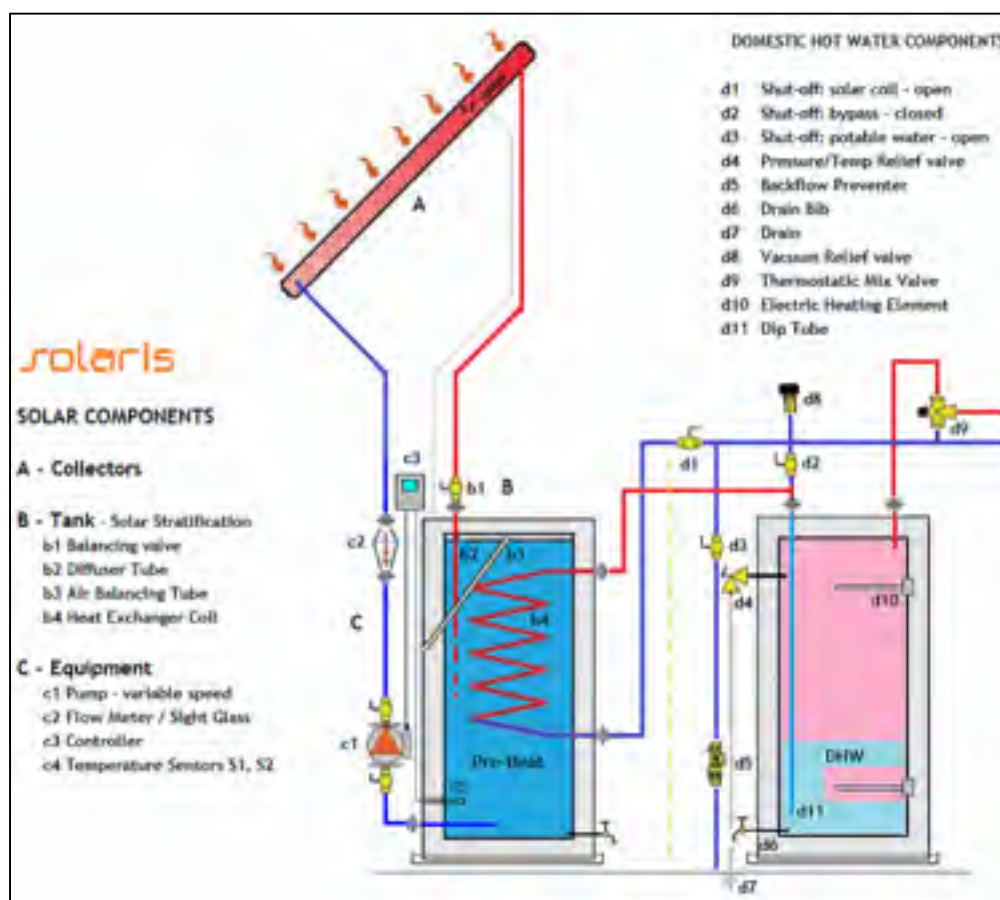 DOMESTIC HOT WATER COMPONENTS
d1 Shut-off: solar coil - open
d2 Shut-off: bypass - closed
d3 Shut-off: potable water - open
d4 Pressure/Temp Relief valve
d5 Backflow Preventer
d6 Drain Bib
d7 Drain
d8 Vacuum Relief valve
d9 Thermostatic Mix Valve
d10 Electric Heating Element
d11 Dip Tube
A
solaris
SOLAR COMPONENTS
A - Collectors
B - Tank - Solar Stratification
b1 Balancing valve
b2 Diffuser Tube
b3 Air Balancing Tube
b4 Heat Exchanger Coil
C - Equipment
c1 Pump - variable speed
c2 Flow Meter / Sight Glass
c3 Controller
c4 Temperature Sensors S1, S2
c3
b1
B
c2
C
c1
b2
b4
Pre-Heat
d8
d9
d1
d2
d3
d4
d10
d5
DHW
d11
d6
d7